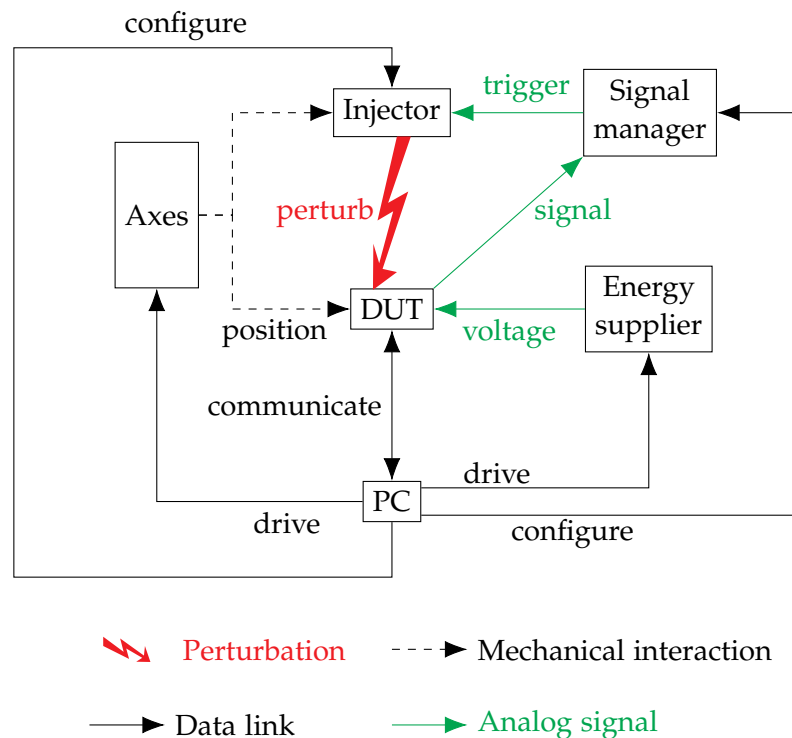 configure
trigger
Injector
Signal
manager
Axes
perturb
signal
position
DUT
voltage
Energy
supplier
communicate
drive
PC
drive
configure
Perturbation
Mechanical interaction
Data link
Analog signal